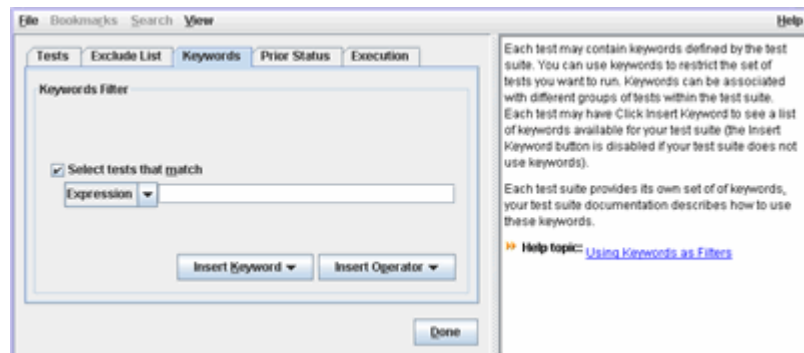 File Bookmarks Search View Help
Tests Exclude List Keywords Prior Status Execution
Keywords Filter
Select tests that match
Expression
Insert Keyword Insert Operator
Done
Each test may contain keywords defined by the test
suite. You can use keywords to restrict the set of
tests you want to run. Keywords can be associated
with different groups of tests within the test suite.
Each test may have Click Insert Keyword to see a list
of keywords available for your test suite (the Insert
Keyword button is disabled if your test suite does not
use keywords).
Each test suite provides its own set of of keywords,
your test suite documentation describes how to use
these keywords.
Help topic: Using Keywords as Filters